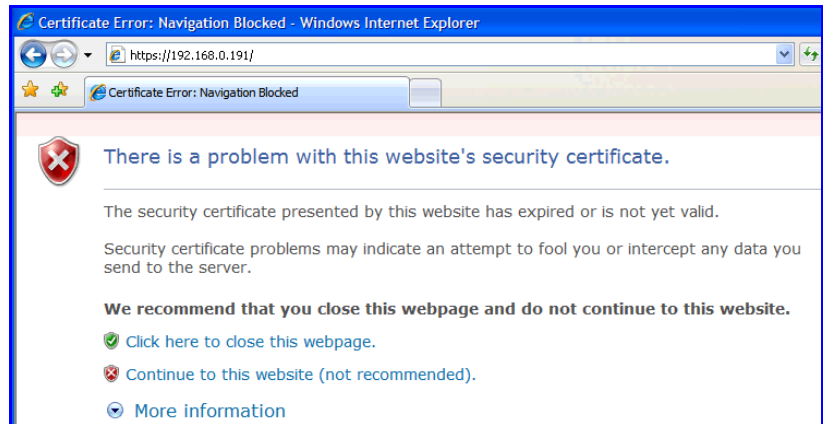 Certificate Error: Navigation Blocked - Windows Internet Explorer
https://192.168.0.191/
Certificate Error: Navigation Blocked
There is a problem with this website's security certificate.
The security certificate presented by this website has expired or is not yet valid.
Security certificate problems may indicate an attempt to fool you or intercept any data you
send to the server.
We recommend that you close this webpage and do not continue to this website.
Click here to close this webpage.
Continue to this website (not recommended).
More information